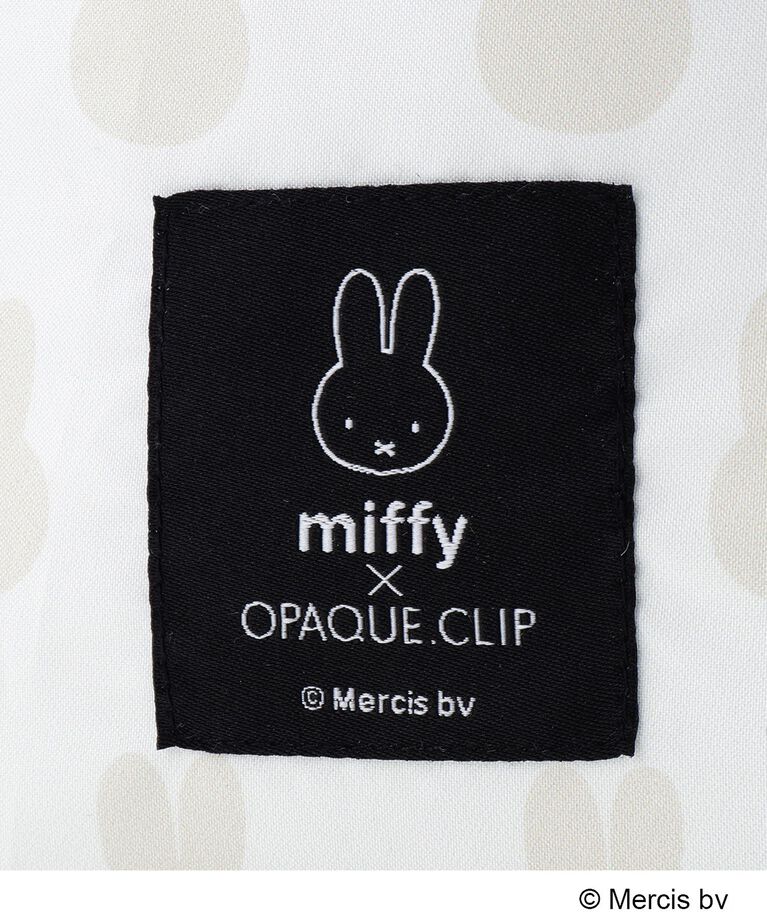 miffy
×
OPAQUE.CLIP
© Mercis bv
© Mercis bv